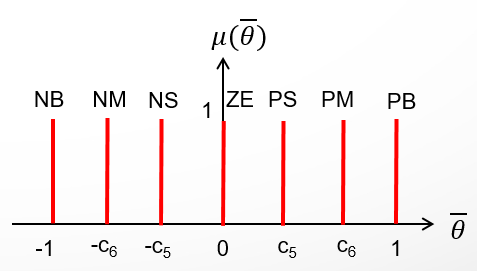 μ(θ̅)
NB NM NS ZE PS PM PB
1
θ̅
-1 -c₆ -c₅ 0 c₅ c₆ 1